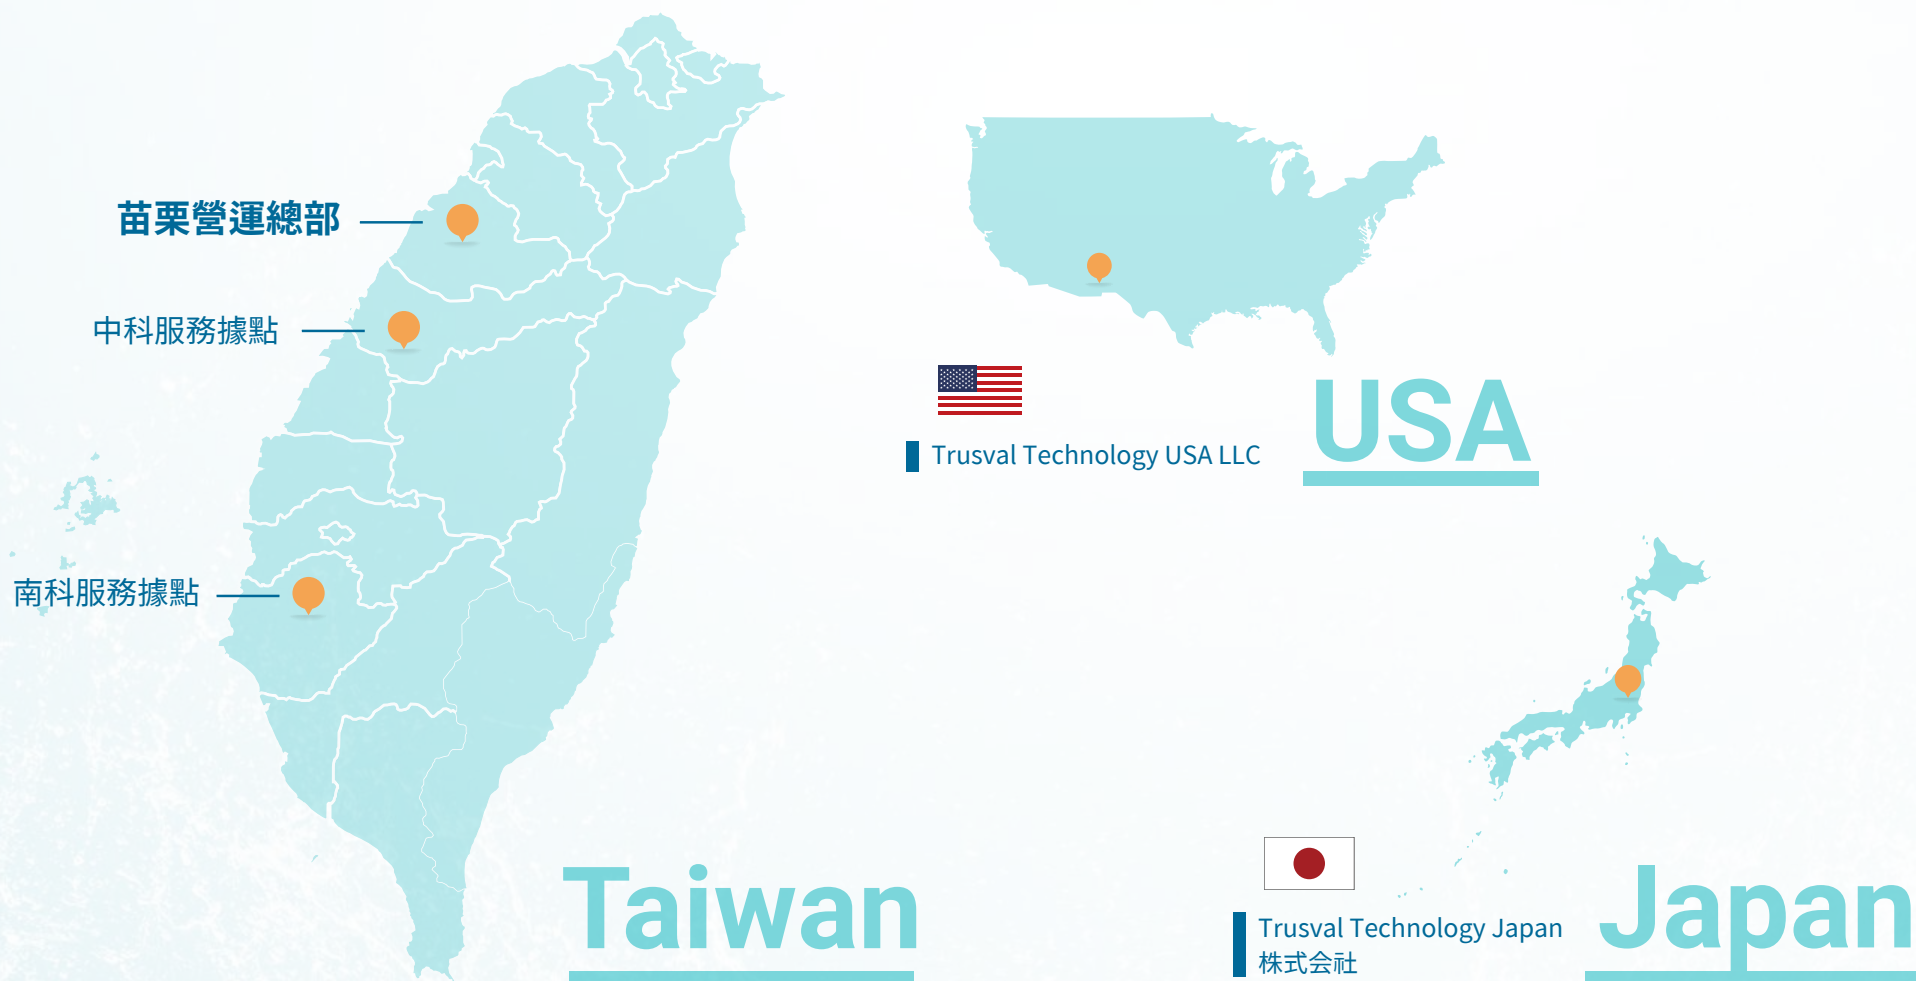 苗栗營運總部
中科服務據點
南科服務據點
Taiwan
Trusval Technology USA LLC
USA
Trusval Technology Japan
株式会社
Japan